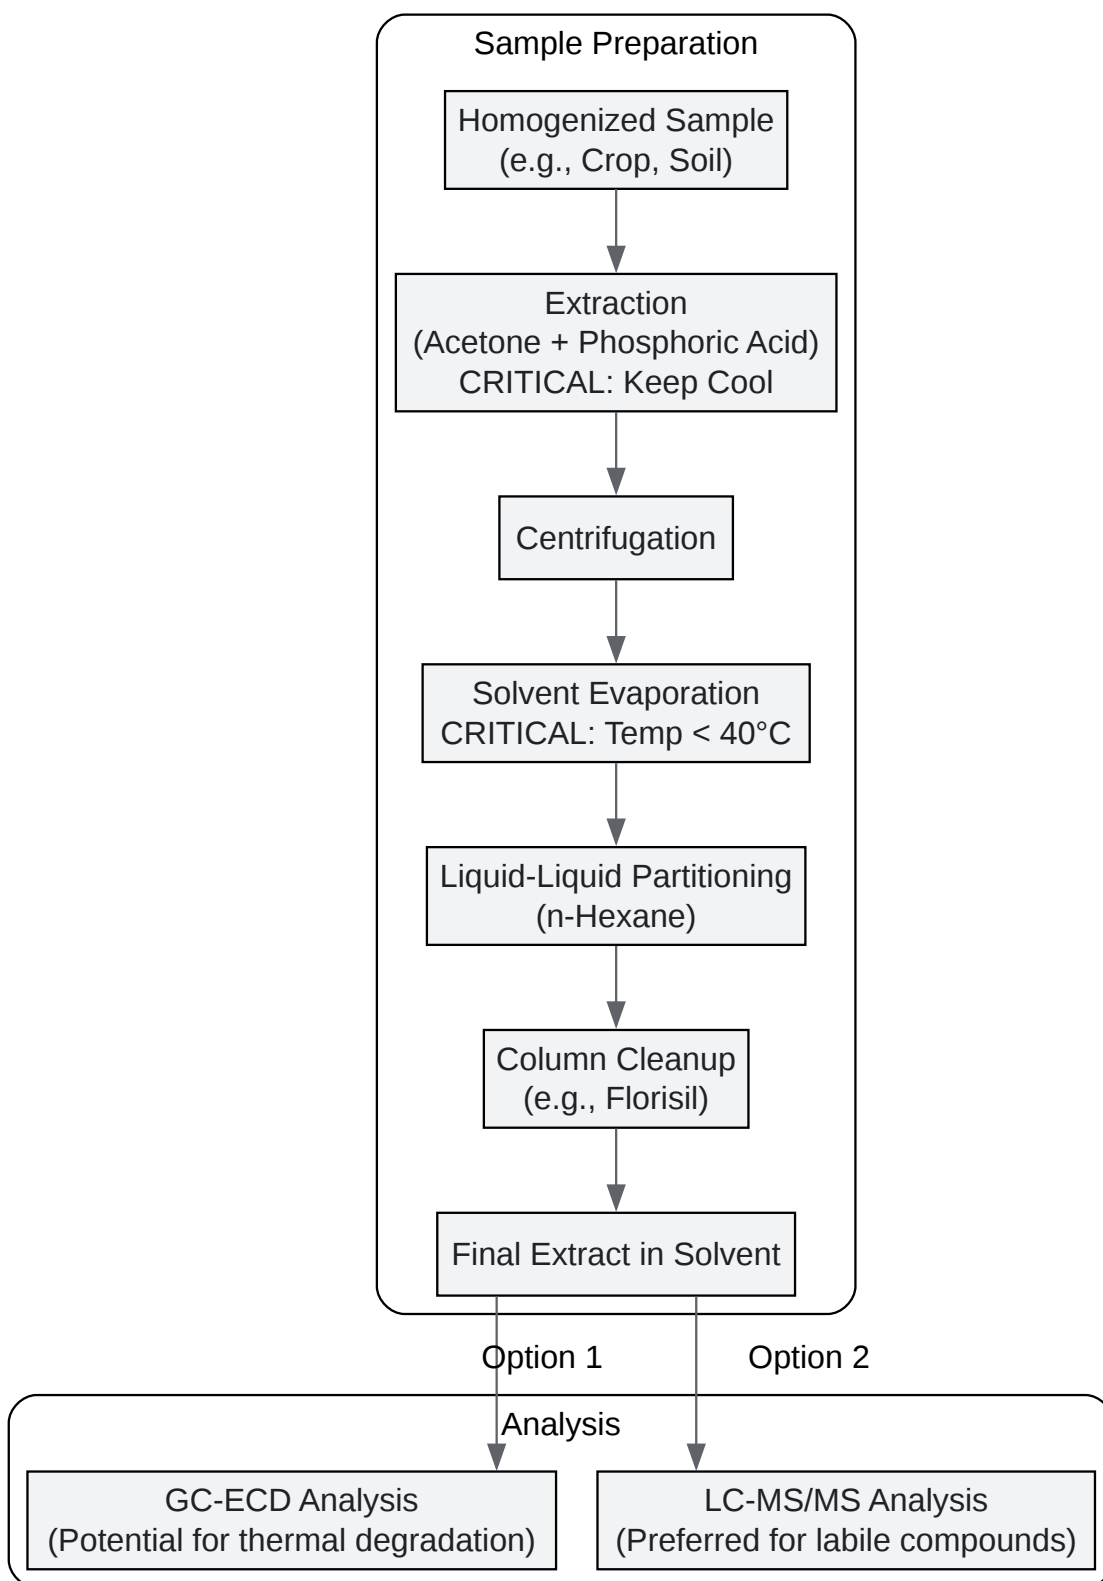 Sample Preparation
Homogenized Sample
(e.g., Crop, Soil)
Extraction
(Acetone + Phosphoric Acid)
CRITICAL: Keep Cool
Centrifugation
Solvent Evaporation
CRITICAL: Temp < 40°C
Liquid-Liquid Partitioning
(n-Hexane)
Column Cleanup
(e.g., Florisil)
Final Extract in Solvent
Option 1
Option 2
Analysis
GC-ECD Analysis
(Potential for thermal degradation)
LC-MS/MS Analysis
(Preferred for labile compounds)